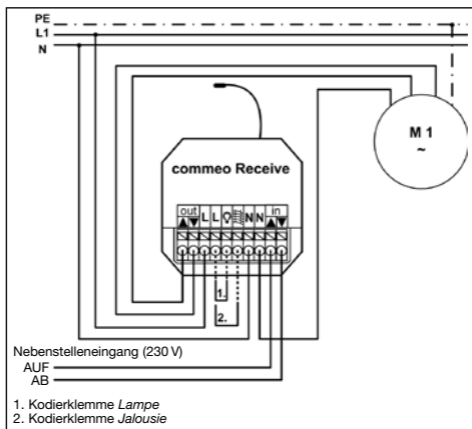 PE
L1
N
M 1
~
commeo Receive
out L L N N in
1.
2.
Nebenstelleneingang (230 V)
AUF
AB
1. Kodierklemme Lampe
2. Kodierklemme Jalousie